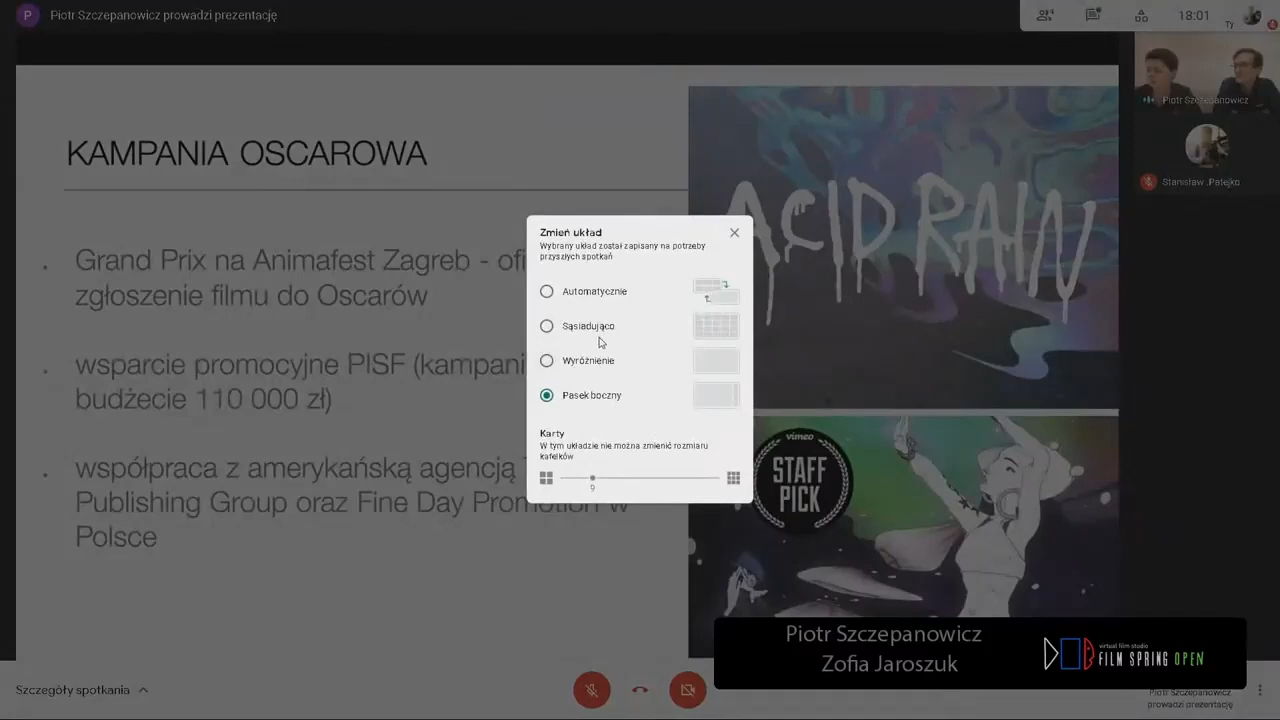 P Piotr Szczepanowicz prowadzi prezentację
18:01
Ty
Piotr Szczepanowicz
Stanisław .Patejko
KAMPANIA OSCAROWA
Grand Prix na Animafest Zagreb -
zgłoszenie filmu do Oscarów
wsparcie promocyjne PISF
budżecie 110 000 zł)
współpraca z amerykańską agencją
Publishing Group oraz Fine Day Promotion w
Polsce
Zmień układ
Wybrany układ został zapisany na potrzeby
przyszłych spotkań
Automatycznie
Sąsiadująco
Wyróżnienie
Pasek boczny
Karty
W tym układzie nie można zmienić rozmiaru
kafelków
9
ACID RAIN
vimeo
STAFF
PICK
Piotr Szczepanowicz
Zofia Jaroszuk
virtual film studio
FILM SPRING OPEN
Szczegóły spotkania
Piotr Szczepanowicz
prowadzi prezentację